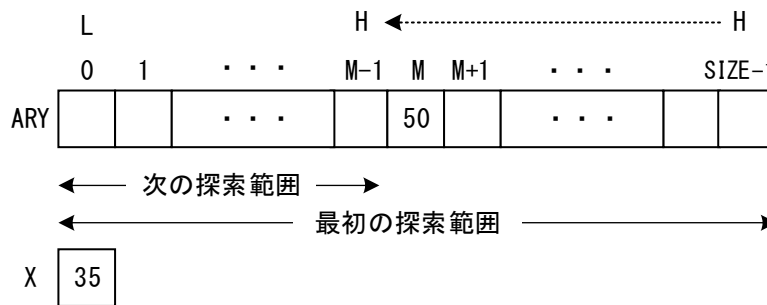 L H H
0 1 ・・・ M-1 M M+1 ・・・ SIZE-1
ARY ・・・ 50 ・・・
次の探索範囲
最初の探索範囲
X 35